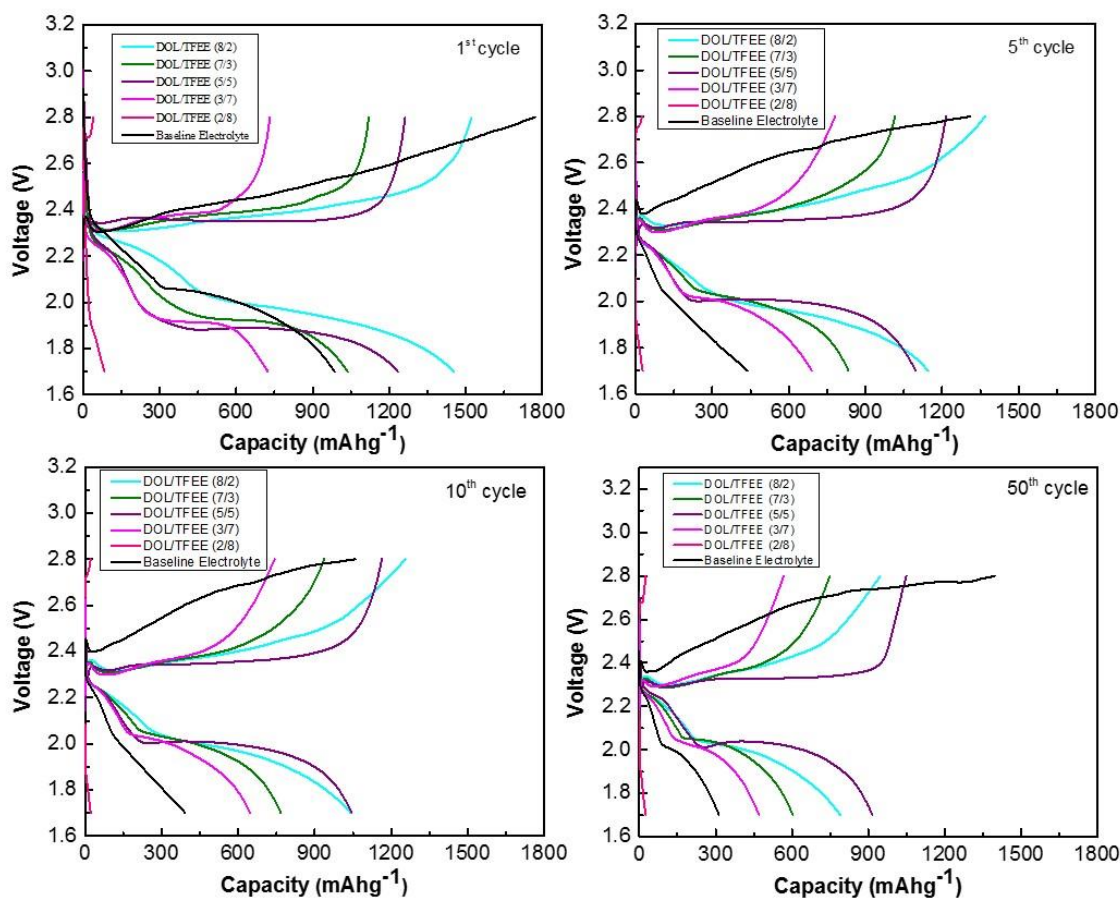 3.2
3.0
2.8
2.6
2.4
2.2
2.0
1.8
1.6
Voltage (V)
DOL/TFEE (8/2)
DOL/TFEE (7/3)
DOL/TFEE (5/5)
DOL/TFEE (3/7)
DOL/TFEE (2/8)
Baseline Electrolyte
1st cycle
0 300 600 900 1200 1500 1800
Capacity (mAhg-1)
3.2
3.0
2.8
2.6
2.4
2.2
2.0
1.8
1.6
Voltage (V)
DOL/TFEE (8/2)
DOL/TFEE (7/3)
DOL/TFEE (5/5)
DOL/TFEE (3/7)
DOL/TFEE (2/8)
Baseline Electrolyte
5th cycle
0 300 600 900 1200 1500 1800
Capacity (mAhg-1)
3.2
3.0
2.8
2.6
2.4
2.2
2.0
1.8
1.6
Voltage (V)
DOL/TFEE (8/2)
DOL/TFEE (7/3)
DOL/TFEE (5/5)
DOL/TFEE (3/7)
DOL/TFEE (2/8)
Baseline Electrolyte
10th cycle
0 300 600 900 1200 1500 1800
Capacity (mAhg-1)
3.2
3.0
2.8
2.6
2.4
2.2
2.0
1.8
1.6
Voltage (V)
DOL/TFEE (8/2)
DOL/TFEE (7/3)
DOL/TFEE (5/5)
DOL/TFEE (3/7)
DOL/TFEE (2/8)
Baseline Electrolyte
50th cycle
0 300 600 900 1200 1500 1800
Capacity (mAhg-1)